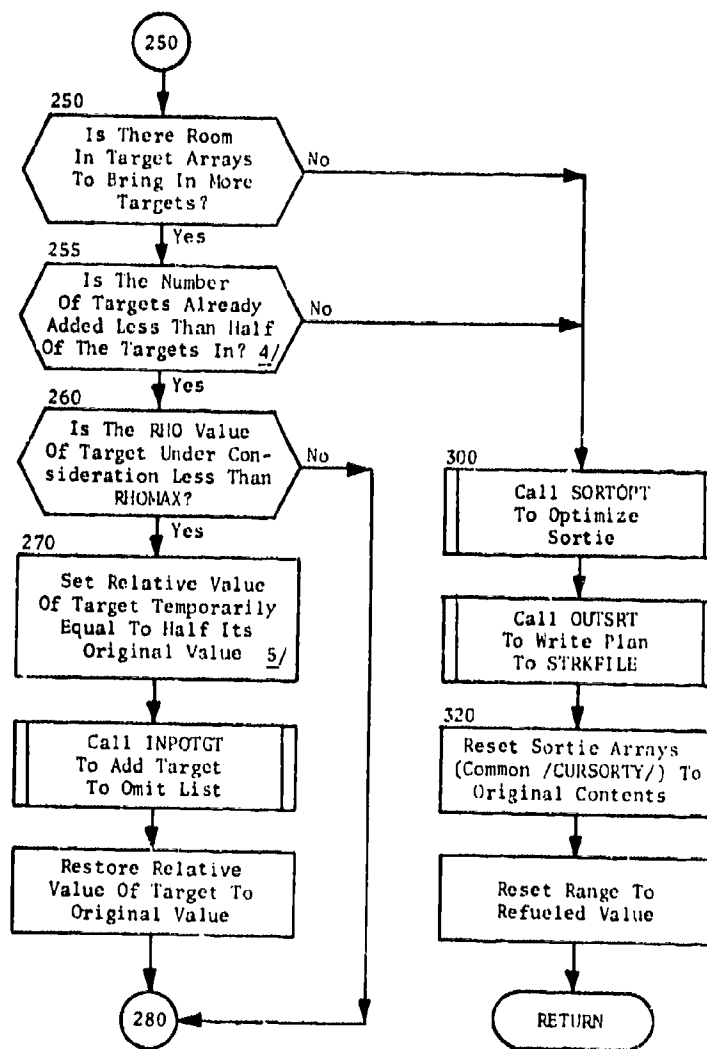 250
250
Is There Room
In Target Arrays
To Bring In More
Targets?
No
Yes
255
Is The Number
Of Targets Already
Added Less Than Half
Of The Targets In? 4/
No
Yes
260
Is The RHO Value
Of Target Under Con-
sideration Less Than
RHOMAX?
No
Yes
270
Set Relative Value
Of Target Temporarily
Equal To Half Its
Original Value 5/
Call INPOTGT
To Add Target
To Omit List
Restore Relative
Value Of Target To
Original Value
280
300
Call SORTOPT
To Optimize
Sortie
Call OUTSRT
To Write Plan
To STRKFILE
320
Reset Sortie Arrays
(Common /CURSORTY/) To
Original Contents
Reset Range To
Refueled Value
RETURN